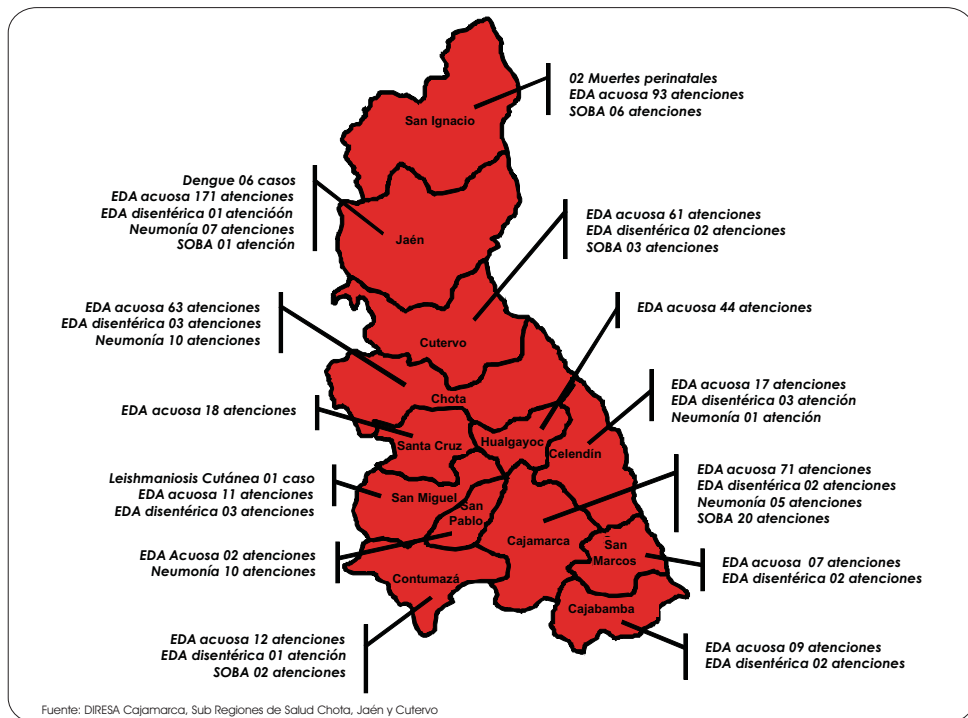 02 Muertes perinatales
EDA acuosa 93 atenciones
SOBA 06 atenciones
San Ignacio
Dengue 06 casos
EDA acuosa 171 atenciones
EDA disentérica 01 atencióón
Neumonía 07 atenciones
SOBA 01 atención
Jaén
EDA acuosa 61 atenciones
EDA disentérica 02 atenciones
SOBA 03 atenciones
Cutervo
EDA acuosa 63 atenciones
EDA disentérica 03 atenciones
Neumonía 10 atenciones
Chota
EDA acuosa 44 atenciones
Hualgayoc
EDA acuosa 17 atenciones
EDA disentérica 03 atención
Neumonía 01 atención
Celendín
EDA acuosa 18 atenciones
Santa Cruz
Leishmaniosis Cutánea 01 caso
EDA acuosa 11 atenciones
EDA disentérica 03 atenciones
San Miguel
EDA acuosa 71 atenciones
EDA disentérica 02 atenciones
Neumonía 05 atenciones
SOBA 20 atenciones
Cajamarca
EDA Acuosa 02 atenciones
Neumonía 10 atenciones
San
Pablo
EDA acuosa 07 atenciones
EDA disentérica 02 atenciones
San
Marcos
Contumazá
EDA acuosa 12 atenciones
EDA disentérica 01 atención
SOBA 02 atenciones
Cajabamba
EDA acuosa 09 atenciones
EDA disentérica 02 atenciones
Fuente: DIRESA Cajamarca, Sub Regiones de Salud Chota, Jaén y Cutervo